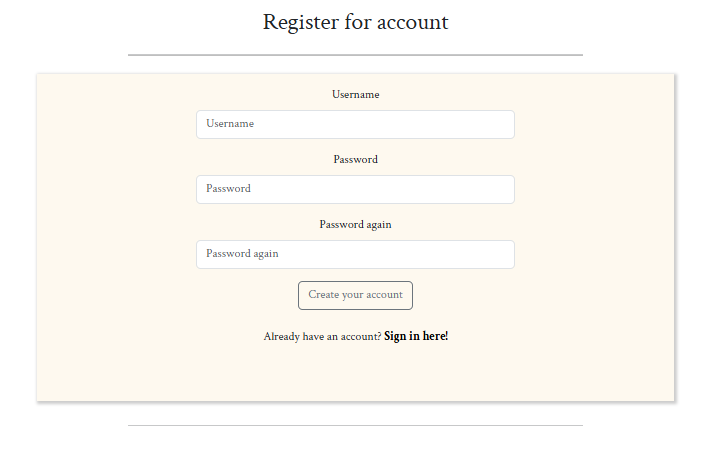 Register for account
Username
Username
Password
Password
Password again
Password again
Create your account
Already have an account? Sign in here!